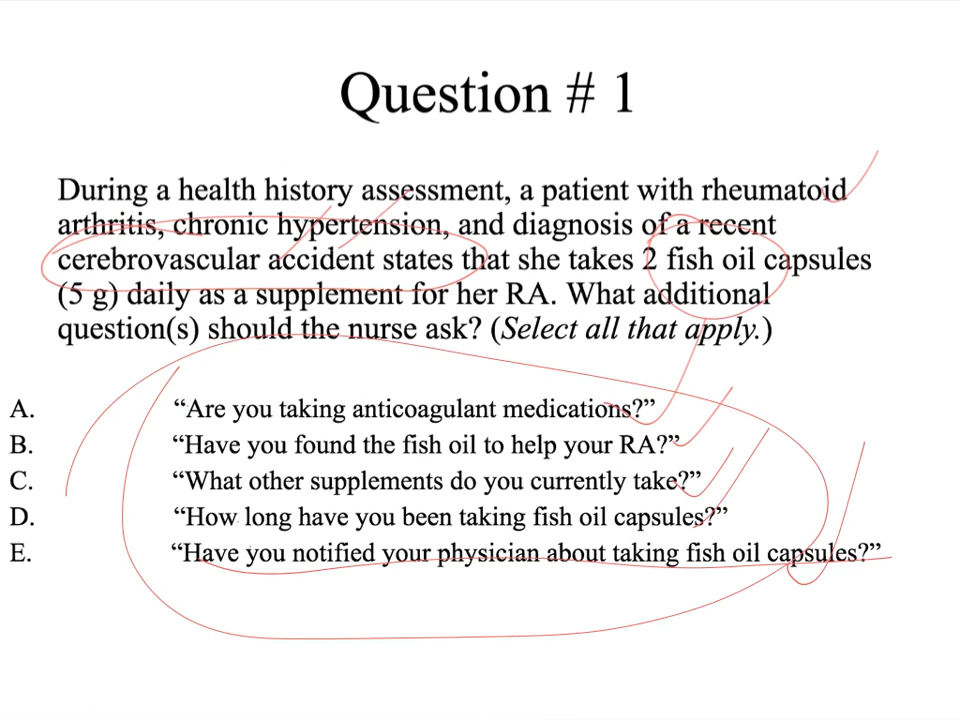 Question # 1
During a health history assessment, a patient with rheumatoid
arthritis, chronic hypertension, and diagnosis of a recent
cerebrovascular accident states that she takes 2 fish oil capsules
(5 g) daily as a supplement for her RA. What additional
question(s) should the nurse ask? (Select all that apply.)
A. “Are you taking anticoagulant medications?”
B. “Have you found the fish oil to help your RA?”
C. “What other supplements do you currently take?”
D. “How long have you been taking fish oil capsules?”
E. “Have you notified your physician about taking fish oil capsules?”